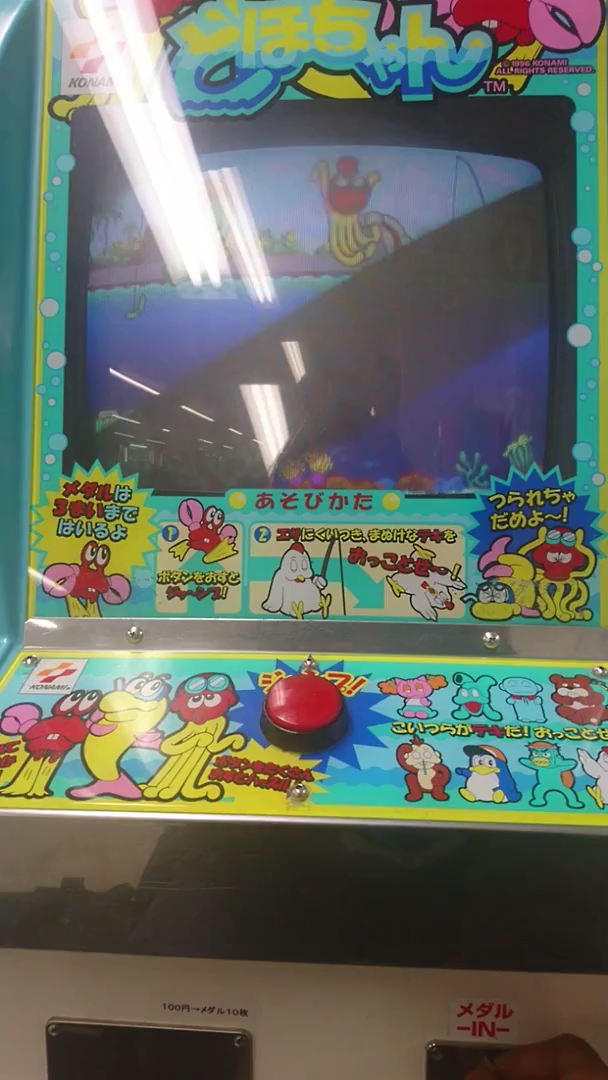 どぼちゃん
KONAMI
© 1996 KONAMI
ALL RIGHTS RESERVED.
TM
メダルは
3まいまで
はいるよ
あそびかた
つられちゃ
だめよ～!
1
ボタンをおすと
ジャ〜ンプ!
2 エサにくいつき、まぬけなテキを
おっことせ〜!
KONAMI
ジャ〜ンプ!
こいつらがテキだ! おっことせ
100円→メダル10枚
メダル
-IN-